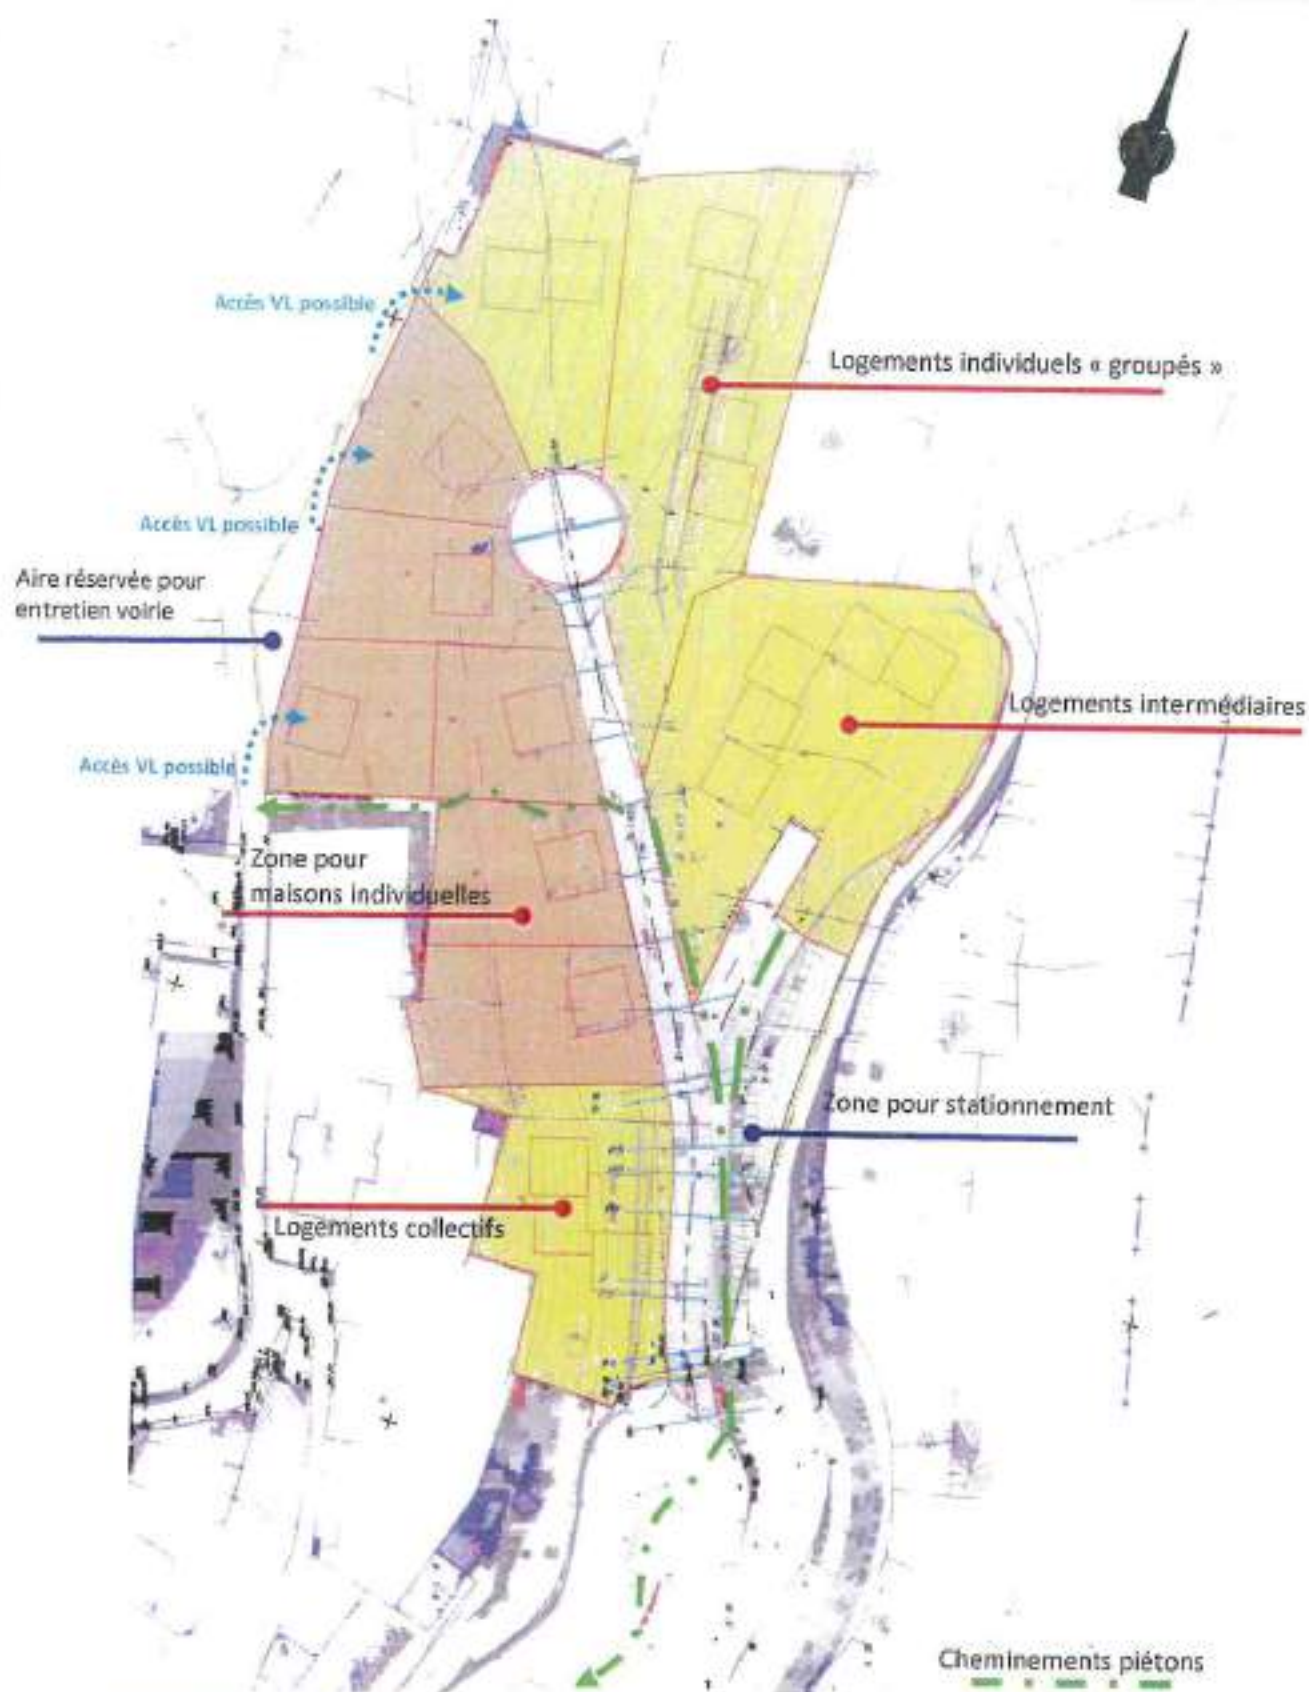 Accès VL possible
Logements individuels « groupés »
Accès VL possible
Aire réservée pour
entretien voirie
Logements intermédiaires
Accès VL possible
Zone pour
maisons individuelles
Zone pour stationnement
Logements collectifs
Cheminements piétons